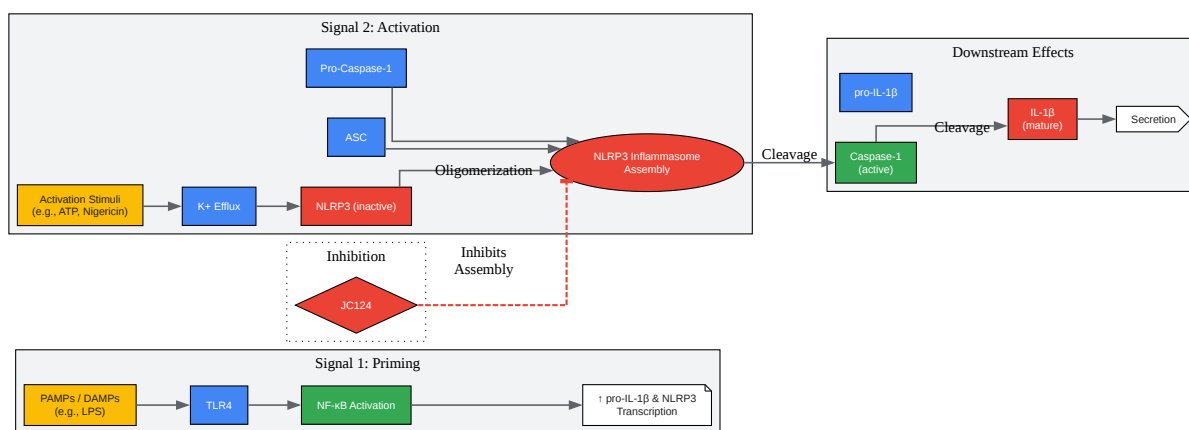 Signal 2: Activation
Pro-Caspase-1
ASC
Oligomerization
NLRP3 Inflammasome
Assembly
Activation Stimuli
(e.g., ATP, Nigericin)
K+ Efflux
NLRP3 (inactive)
Cleavage
Downstream Effects
pro-IL-1β
Caspase-1
(active)
Cleavage
IL-1β
(mature)
Secretion
Inhibition
JC124
Inhibits
Assembly
Signal 1: Priming
PAMPs / DAMPs
(e.g., LPS)
TLR4
NF-κB Activation
↑ pro-IL-1β & NLRP3
Transcription